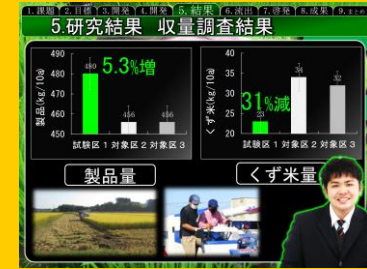 1.課題 2.目標 3.開発 4.開発 5.結果 6.演出 7.啓発 8.成果 9.まとめ
5.研究結果 収量調査結果
490
480
470
460
450
製品(kg/10a)
480
456
456
5.3%増
試験区1 対象区2 対象区3
製品量
40
35
30
25
20
くず米(kg/10a)
23
34
32
31%減
試験区1 対象区2 対象区3
くず米量